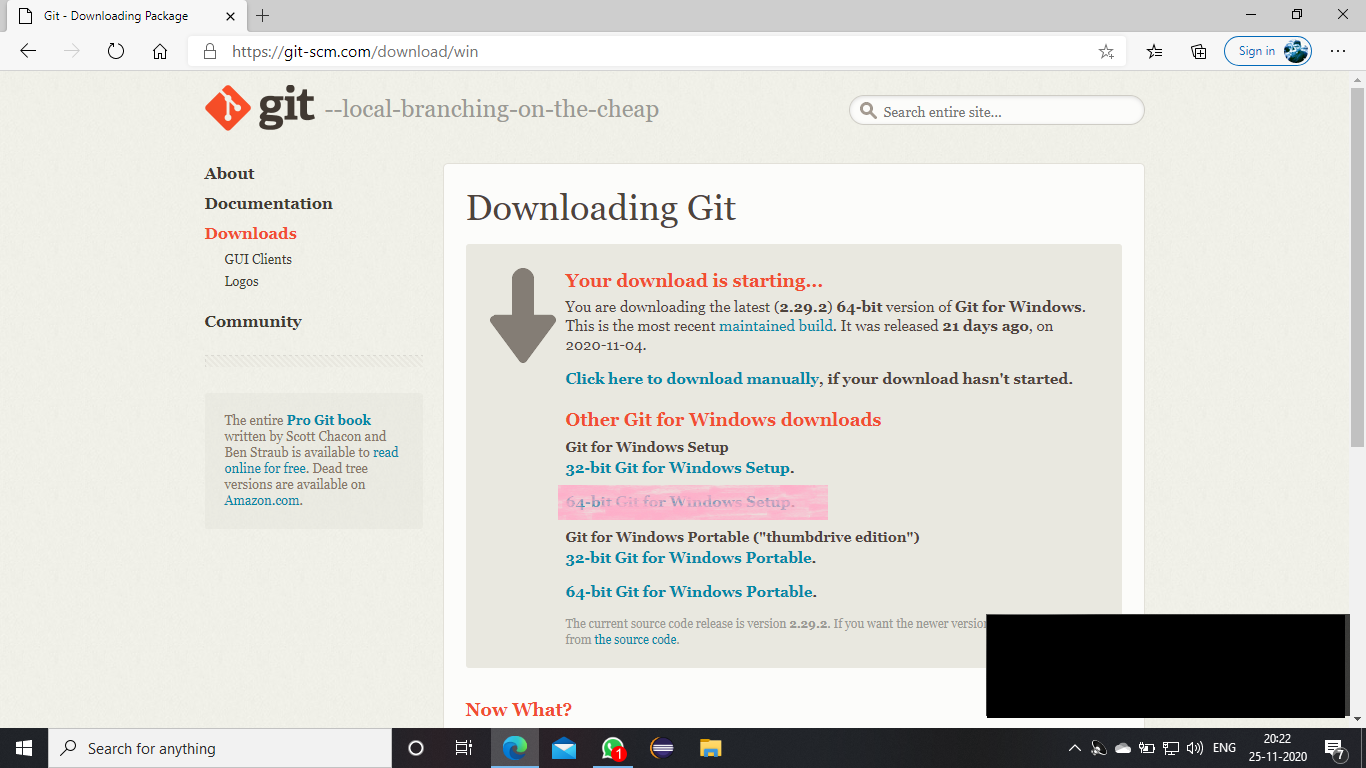 Git - Downloading Package
https://git-scm.com/download/win
Sign in
git --local-branching-on-the-cheap
Search entire site...
About
Documentation
Downloads
GUI Clients
Logos
Community
The entire Pro Git book
written by Scott Chacon and
Ben Straub is available to read
online for free. Dead tree
versions are available on
Amazon.com.
Downloading Git
Your download is starting...
You are downloading the latest (2.29.2) 64-bit version of Git for Windows.
This is the most recent maintained build. It was released 21 days ago, on
2020-11-04.
Click here to download manually, if your download hasn't started.
Other Git for Windows downloads
Git for Windows Setup
32-bit Git for Windows Setup.
64-bit Git for Windows Setup.
Git for Windows Portable ("thumbdrive edition")
32-bit Git for Windows Portable.
64-bit Git for Windows Portable.
The current source code release is version 2.29.2. If you want the newer
from the source code.
Now What?
Search for anything
1
ENG
20:22
25-11-2020
7